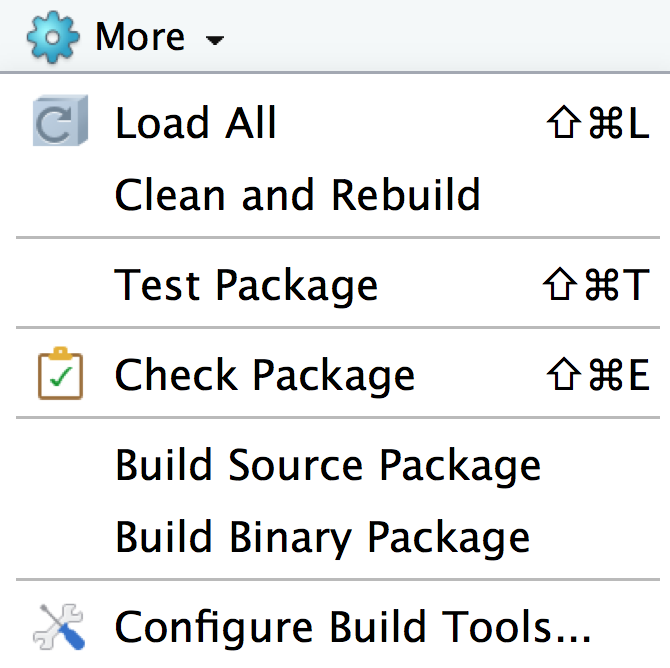 More
Load All ⇧⌘L
Clean and Rebuild
Test Package ⇧⌘T
Check Package ⇧⌘E
Build Source Package
Build Binary Package
Configure Build Tools...